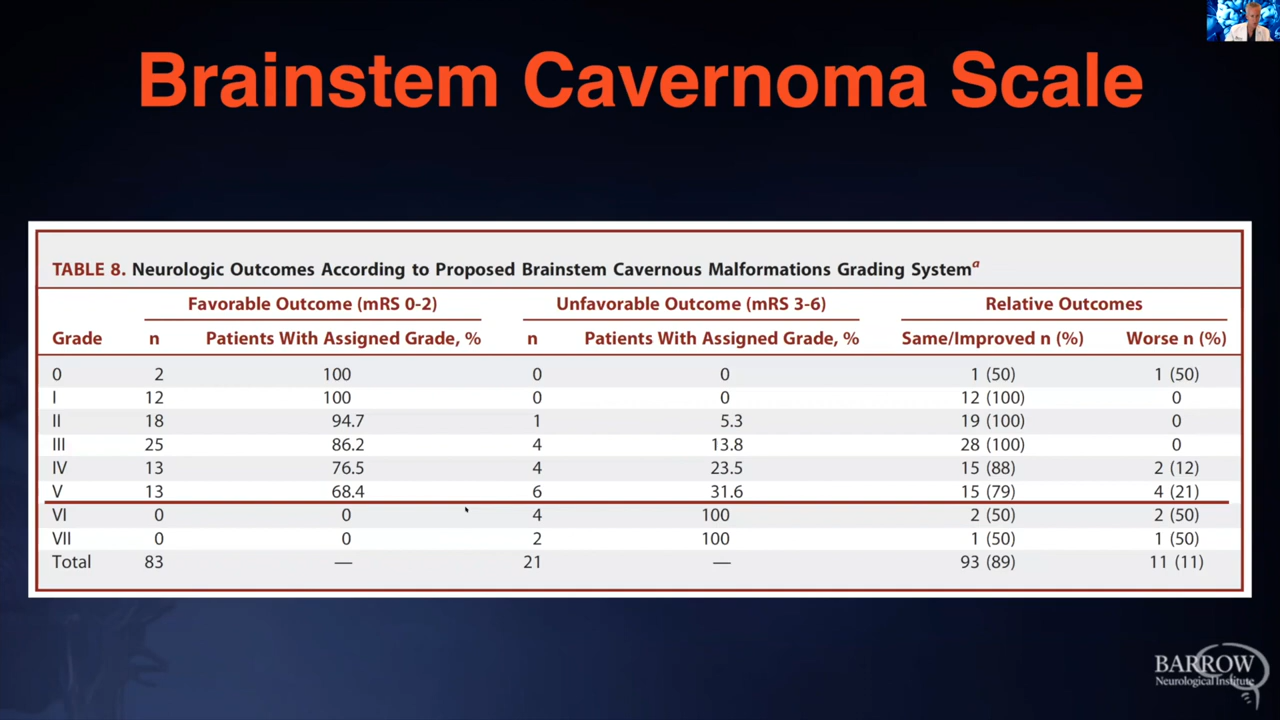 Brainstem Cavernoma Scale
TABLE 8. Neurologic Outcomes According to Proposed Brainstem Cavernous Malformations Grading System^a
Favorable Outcome (mRS 0-2) Unfavorable Outcome (mRS 3-6) Relative Outcomes
Grade n Patients With Assigned Grade, % n Patients With Assigned Grade, % Same/Improved n (%) Worse n (%)
0 2 100 0 0 1 (50) 1 (50)
I 12 100 0 0 12 (100) 0
II 18 94.7 1 5.3 19 (100) 0
III 25 86.2 4 13.8 28 (100) 0
IV 13 76.5 4 23.5 15 (88) 2 (12)
V 13 68.4 6 31.6 15 (79) 4 (21)
VI 0 0 4 100 2 (50) 2 (50)
VII 0 0 2 100 1 (50) 1 (50)
Total 83 — 21 — 93 (89) 11 (11)
BARROW
Neurological Institute